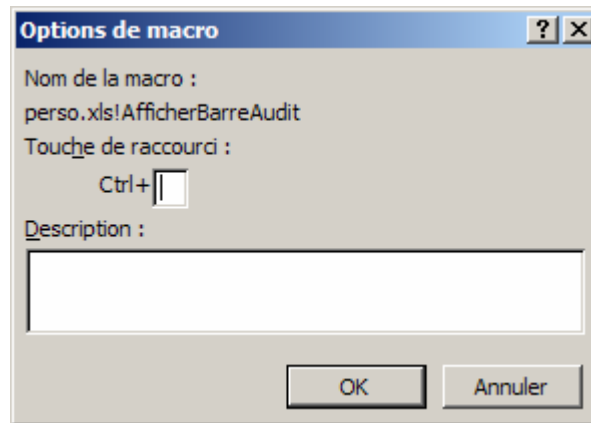 Options de macro
Nom de la macro :
perso.xls!AfficherBarreAudit
Touche de raccourci :
Ctrl+
Description :
OK Annuler